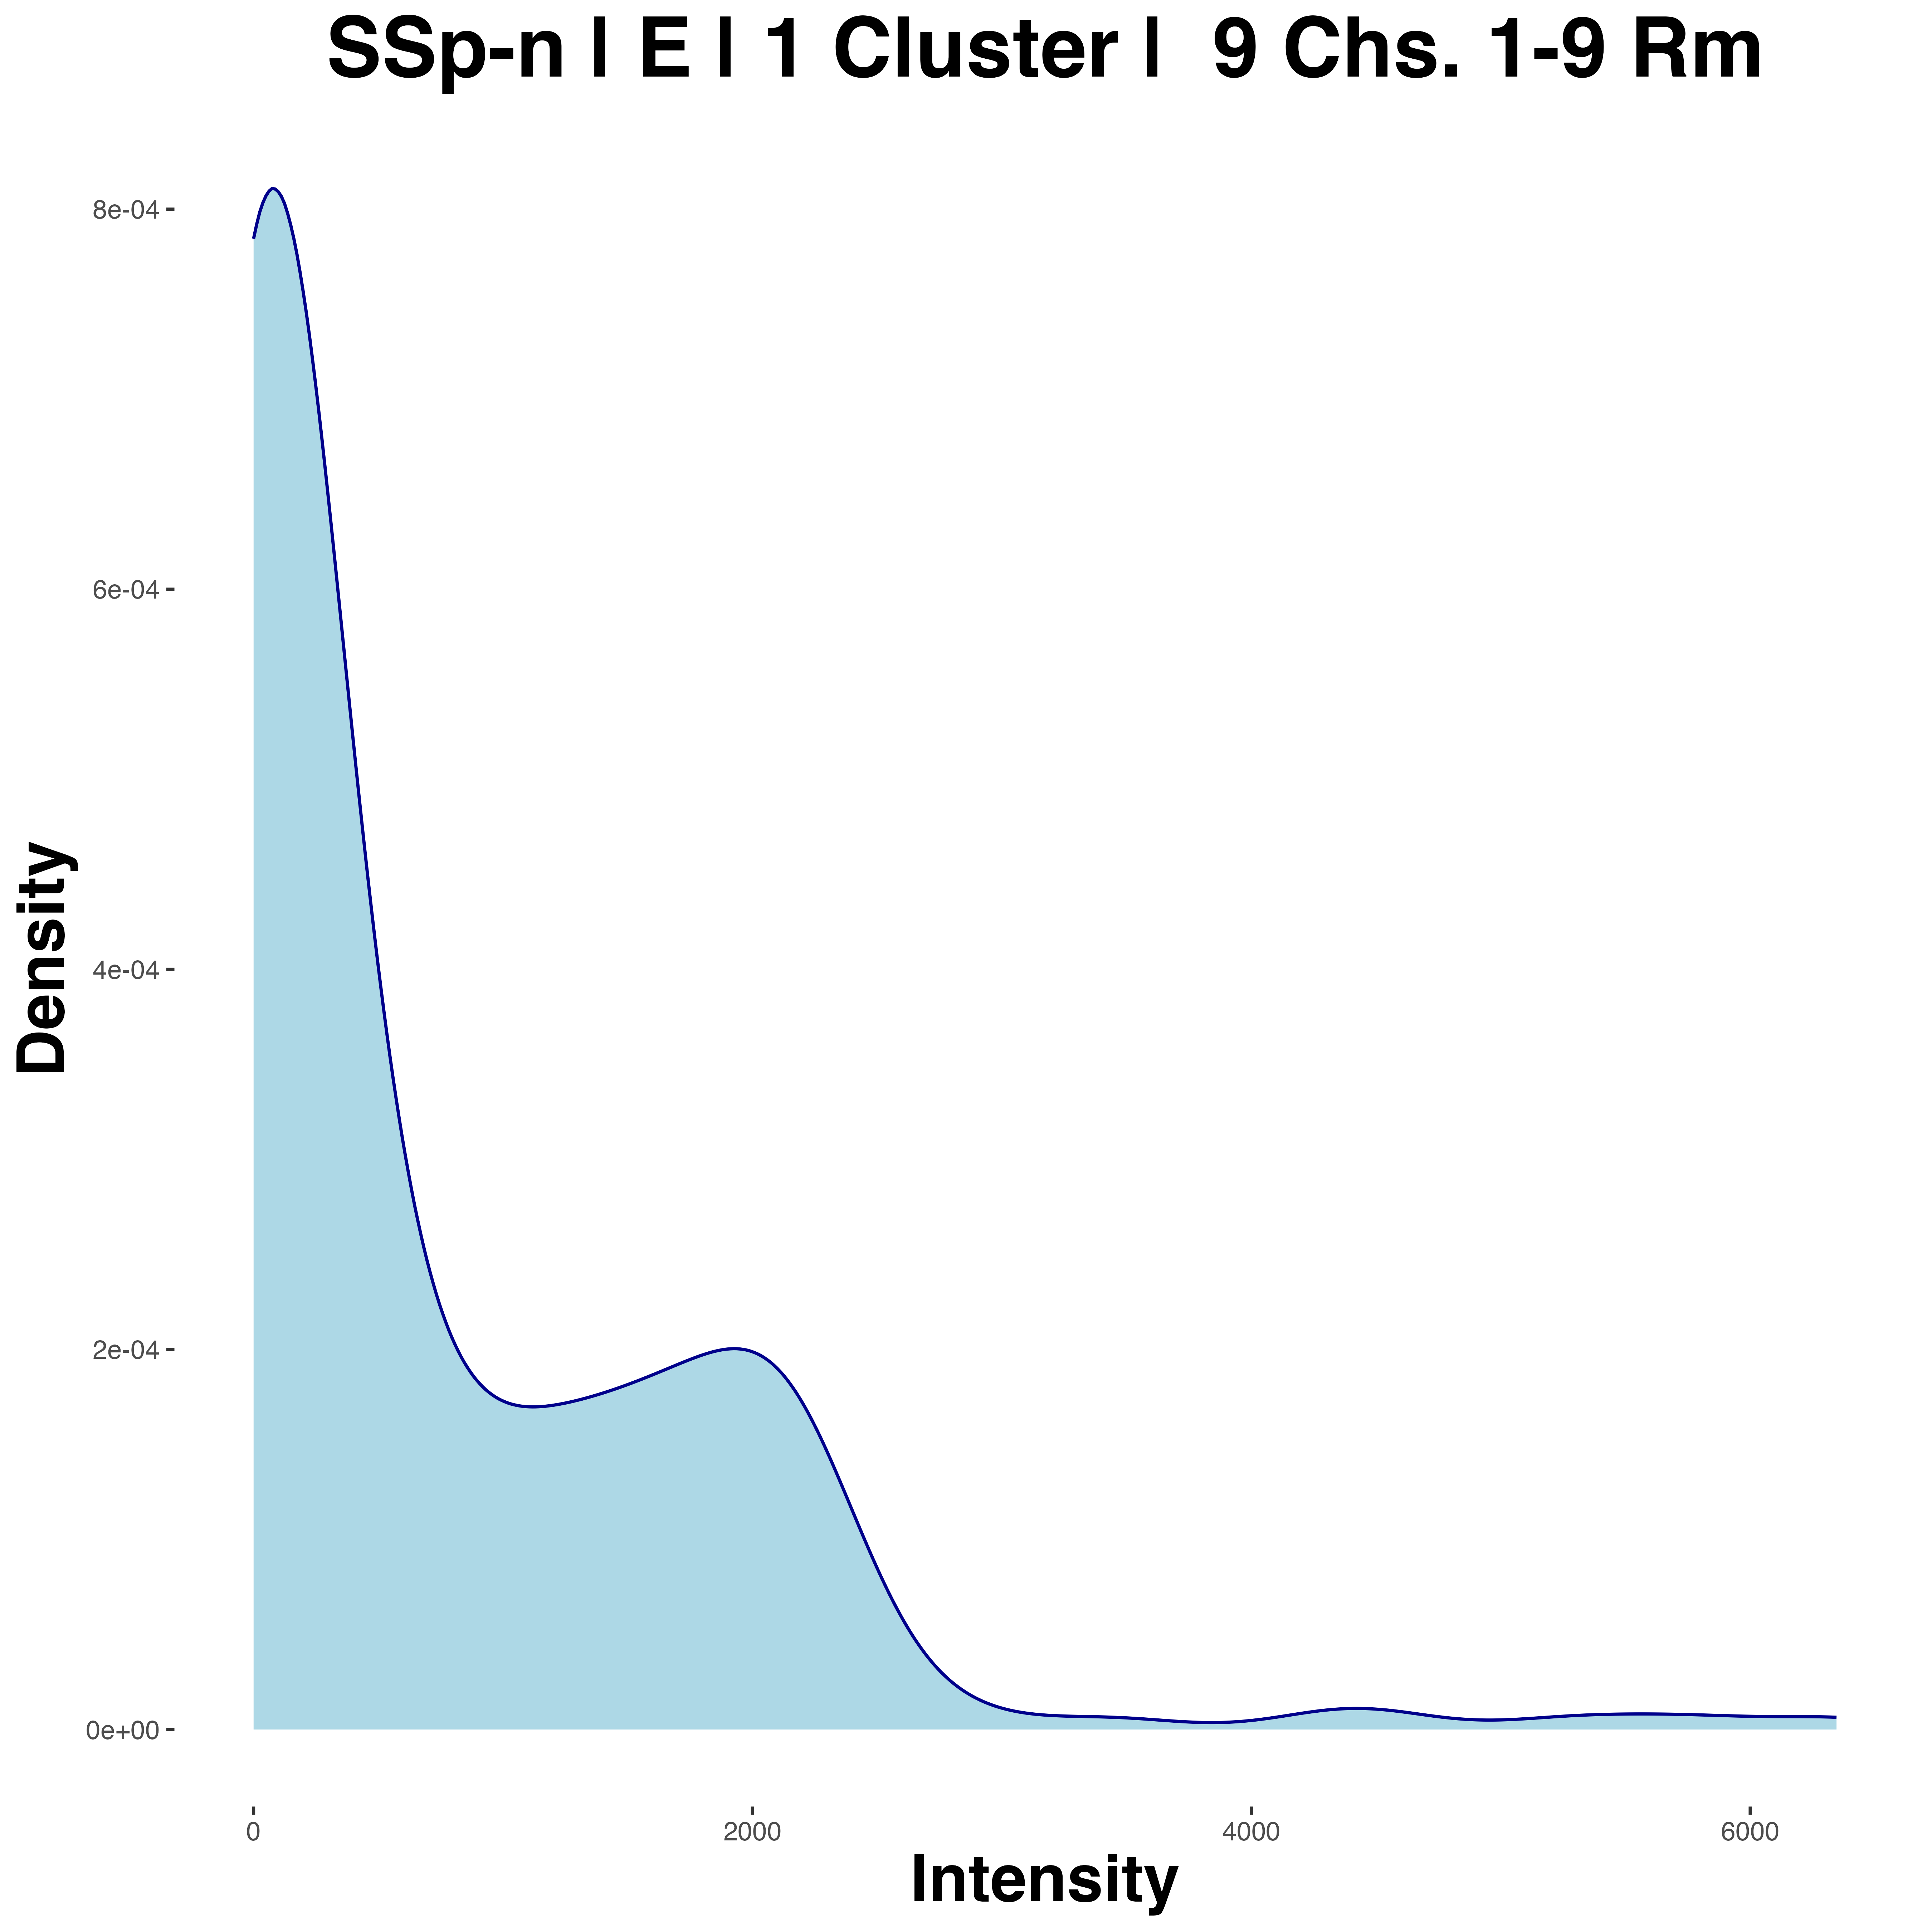 SSp-n | E | 1 Cluster |  9 Chs. 1-9 Rm
Density
8e-04
6e-04
4e-04
2e-04
0e+00
0 2000 4000 6000
Intensity